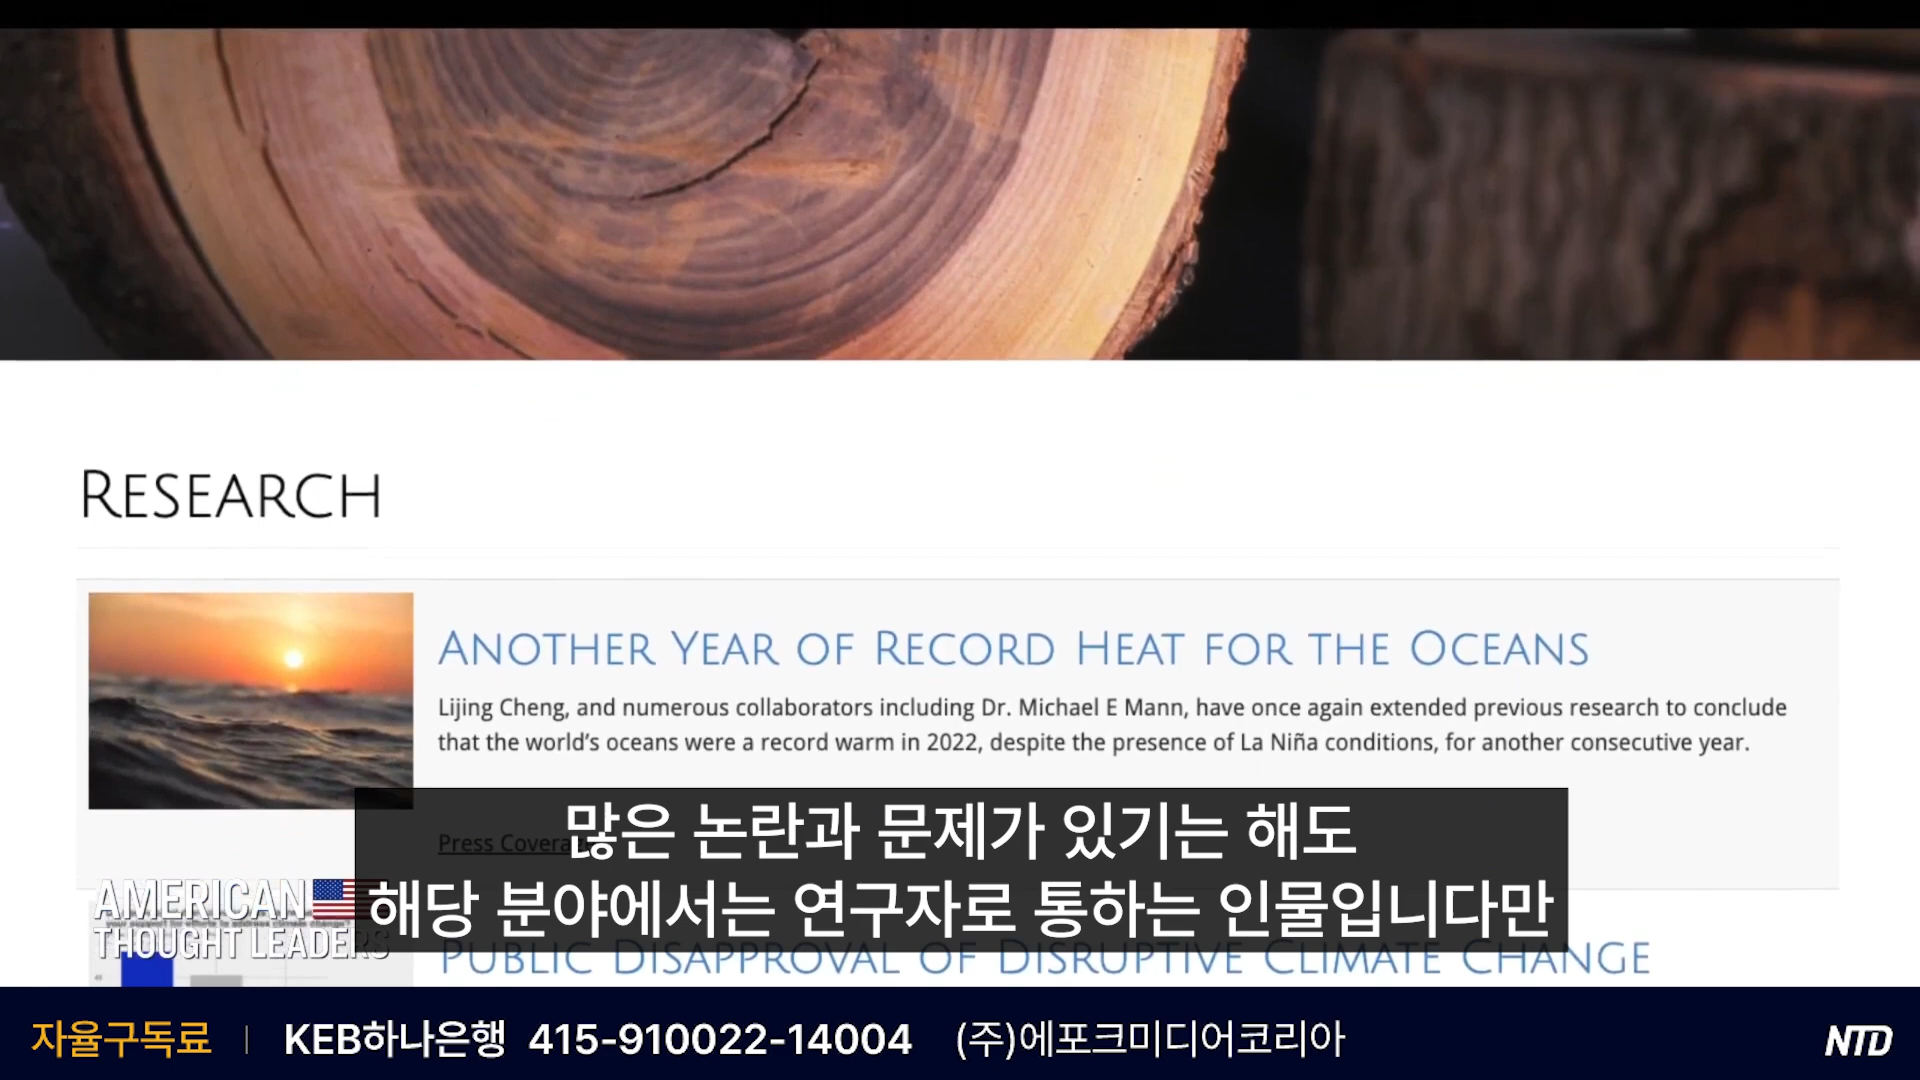 RESEARCH
ANOTHER YEAR OF RECORD HEAT FOR THE OCEANS
Lijing Cheng, and numerous collaborators including Dr. Michael E Mann, have once again extended previous research to conclude
that the world's oceans were a record warm in 2022, despite the presence of La Niña conditions, for another consecutive year.
Press Coverage
많은 논란과 문제가 있기는 해도
해당 분야에서는 연구자로 통하는 인물입니다만
AMERICAN
THOUGHT LEADERS
PUBLIC DISAPPROVAL OF DISRUPTIVE CLIMATE CHANGE
자율구독료 | KEB하나은행 415-910022-14004 (주)에포크미디어코리아
NTD